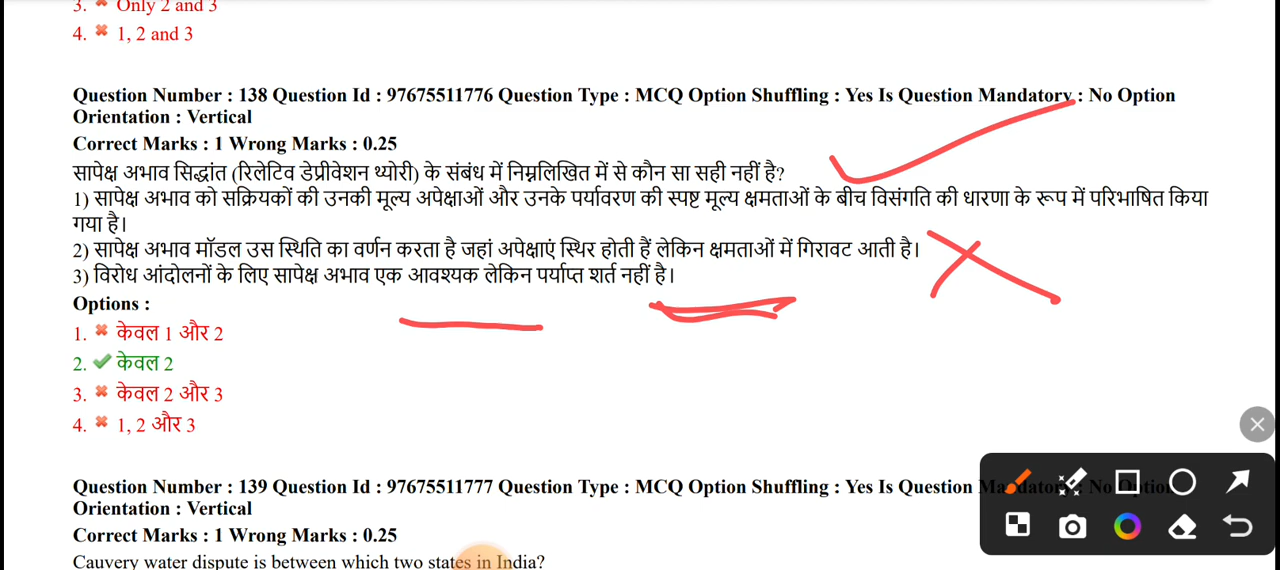 3. Only 2 and 3
4. 1, 2 and 3
Question Number : 138 Question Id : 97675511776 Question Type : MCQ Option Shuffling : Yes Is Question Mandatory : No Option
Orientation : Vertical
Correct Marks : 1 Wrong Marks : 0.25
सापेक्ष अभाव सिद्धांत (रिलेटिव डेप्रीवेशन थ्योरी) के संबंध में निम्नलिखित में से कौन सा सही नहीं है?
1) सापेक्ष अभाव को सक्रियकों की उनकी मूल्य अपेक्षाओं और उनके पर्यावरण की स्पष्ट मूल्य क्षमताओं के बीच विसंगति की धारणा के रूप में परिभाषित किया
गया है।
2) सापेक्ष अभाव मॉडल उस स्थिति का वर्णन करता है जहां अपेक्षाएं स्थिर होती हैं लेकिन क्षमताओं में गिरावट आती है।
3) विरोध आंदोलनों के लिए सापेक्ष अभाव एक आवश्यक लेकिन पर्याप्त शर्त नहीं है।
Options :
1. केवल 1 और 2
2. केवल 2
3. केवल 2 और 3
4. 1, 2 और 3
Question Number : 139 Question Id : 97675511777 Question Type : MCQ Option Shuffling : Yes Is Question Mandatory : No Option
Orientation : Vertical
Correct Marks : 1 Wrong Marks : 0.25
Cauvery water dispute is between which two states in India?